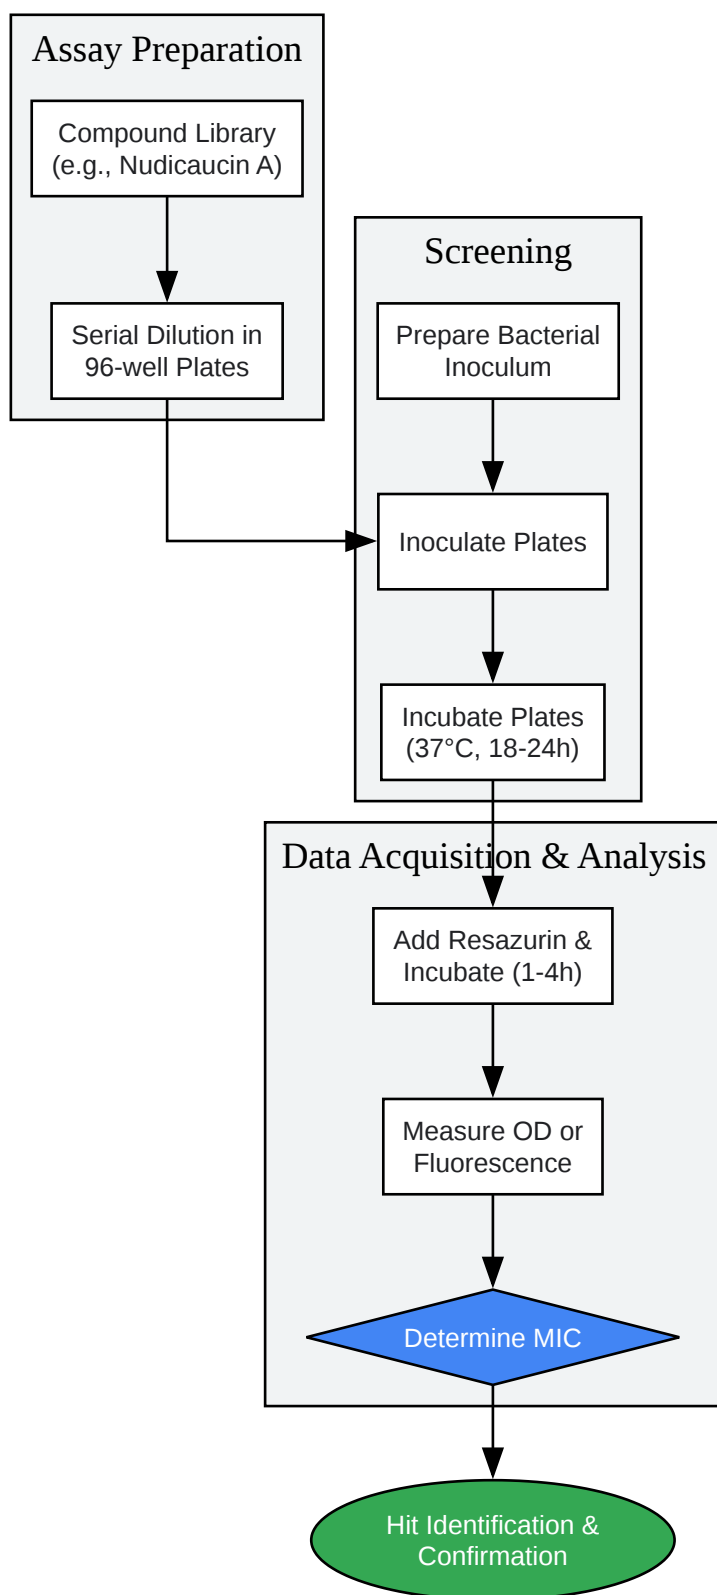 Assay Preparation
Compound Library
(e.g., Nudicaucin A)
Serial Dilution in
96-well Plates
Screening
Prepare Bacterial
Inoculum
Inoculate Plates
Incubate Plates
(37°C, 18-24h)
Data Acquisition & Analysis
Add Resazurin &
Incubate (1-4h)
Measure OD or
Fluorescence
Determine MIC
Hit Identification &
Confirmation